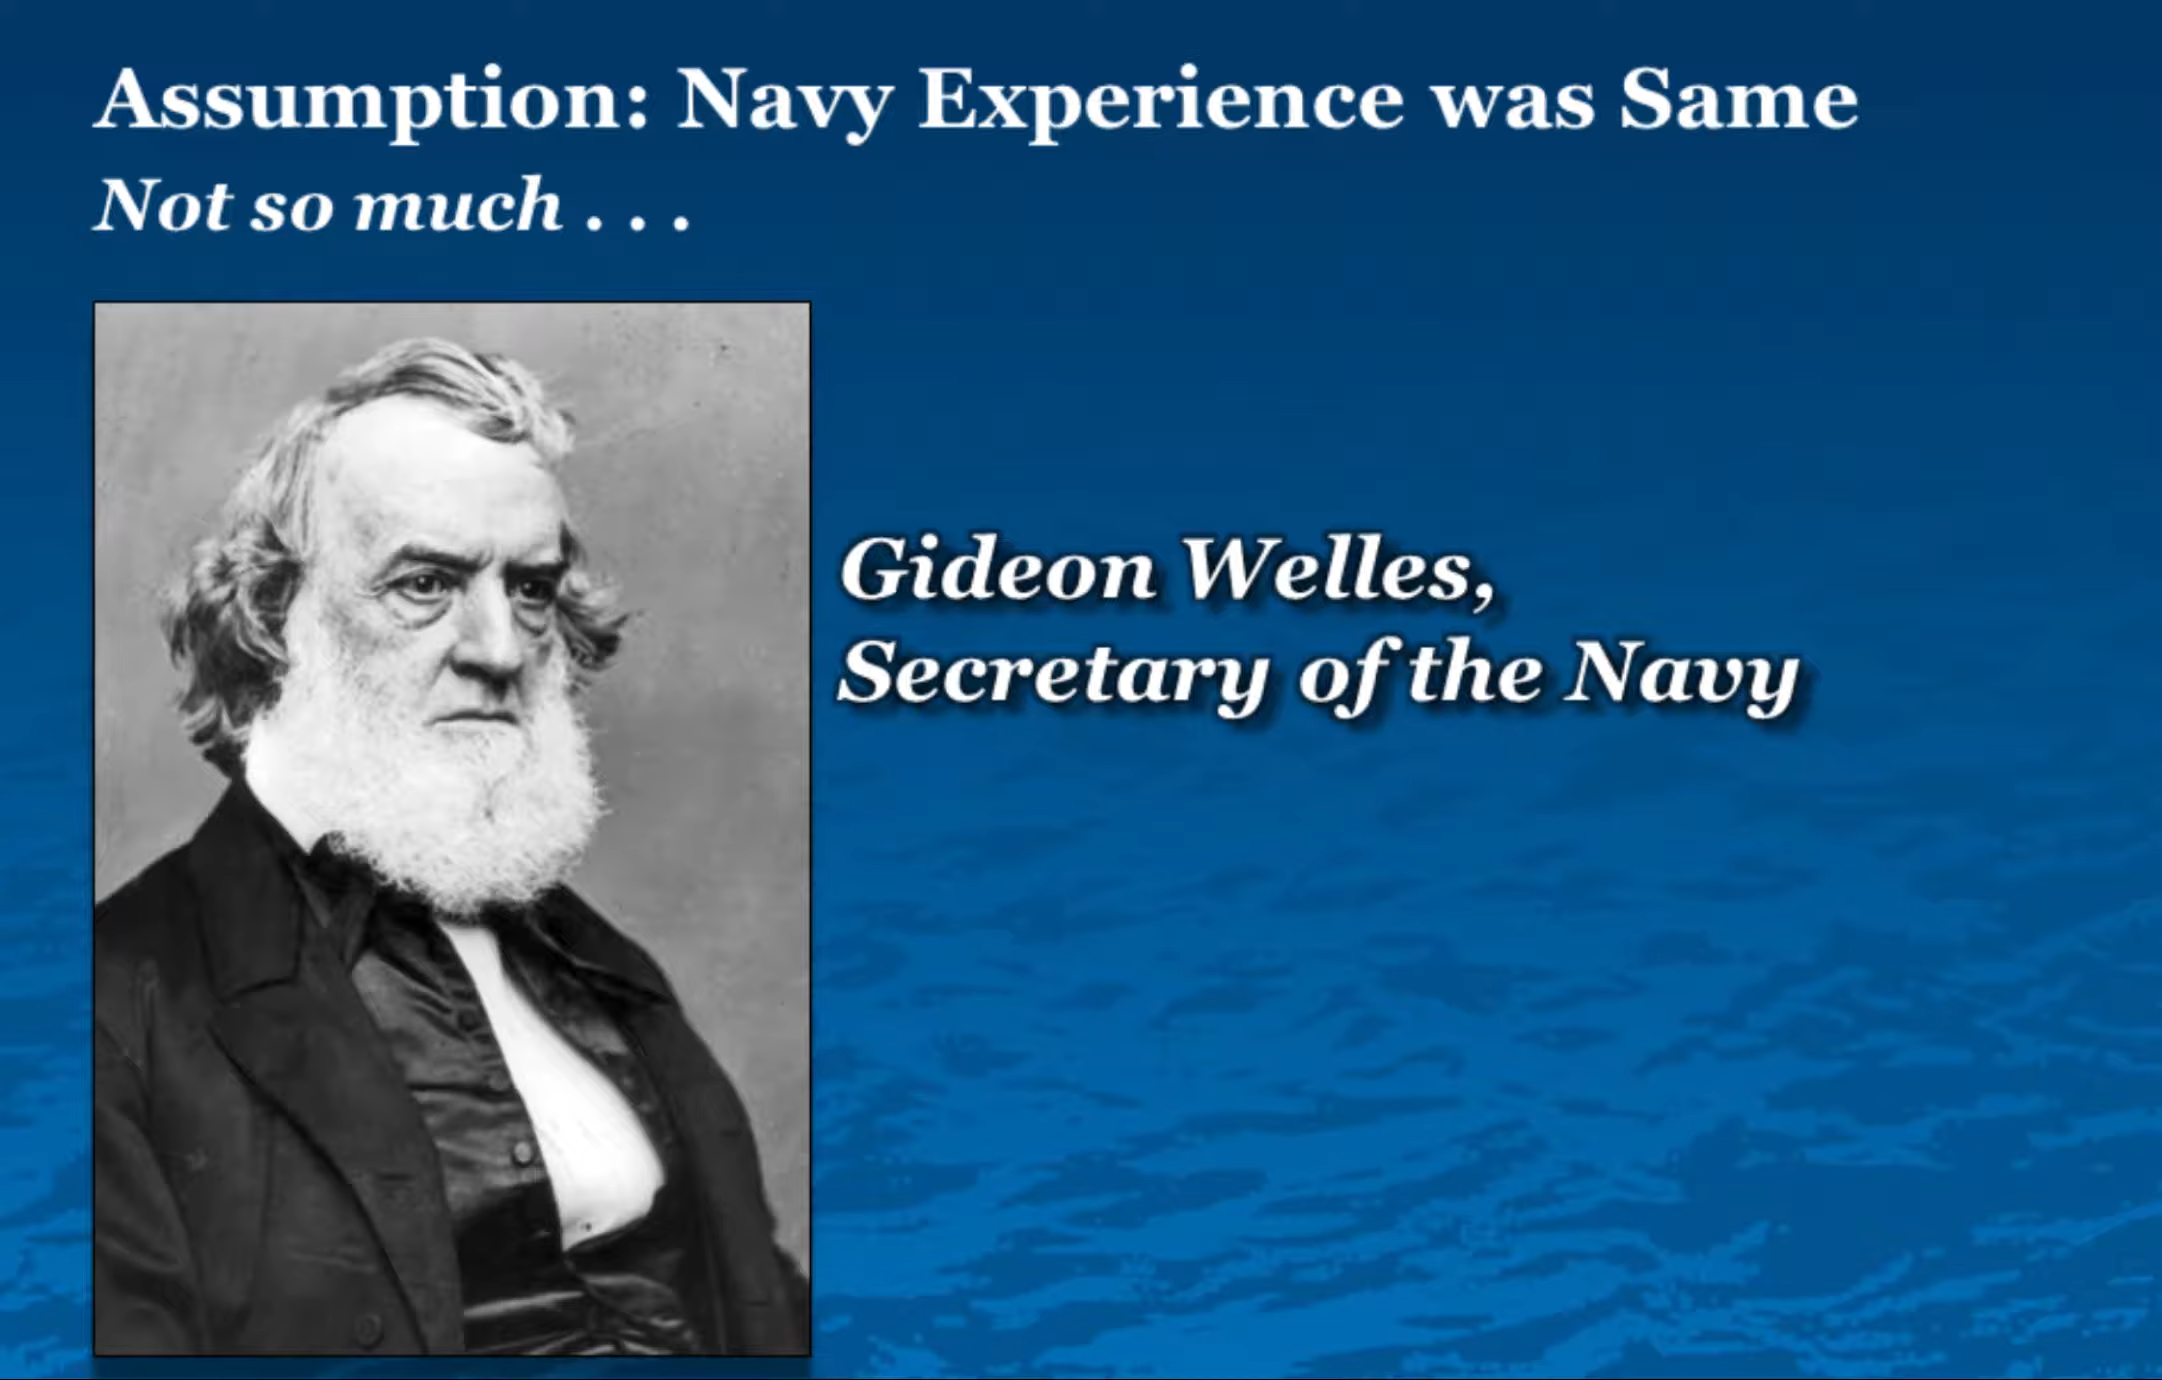 Assumption: Navy Experience was Same
Not so much . . .
Gideon Welles,
Secretary of the Navy